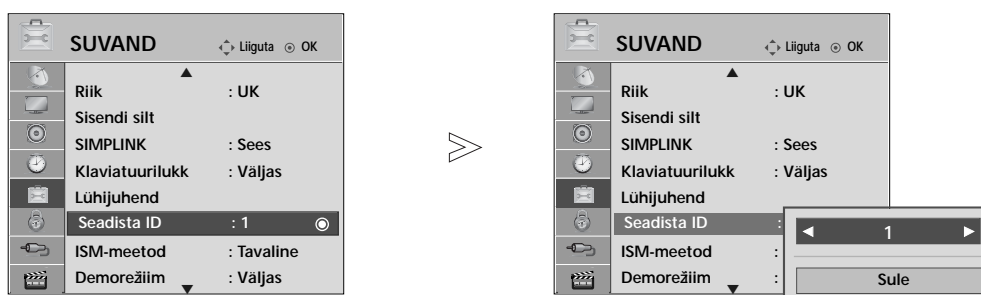 SUVAND Liiguta OK
Riik : UK
Sisendi silt
SIMPLINK : Sees
Klaviatuurilukk : Väljas
Lühijuhend
Seadista ID : 1
ISM-meetod : Tavaline
Demorežiim : Väljas
SUVAND Liiguta OK
Riik : UK
Sisendi silt
SIMPLINK : Sees
Klaviatuurilukk : Väljas
Lühijuhend
Seadista ID :
ISM-meetod :
Demorežiim :
1
Sule